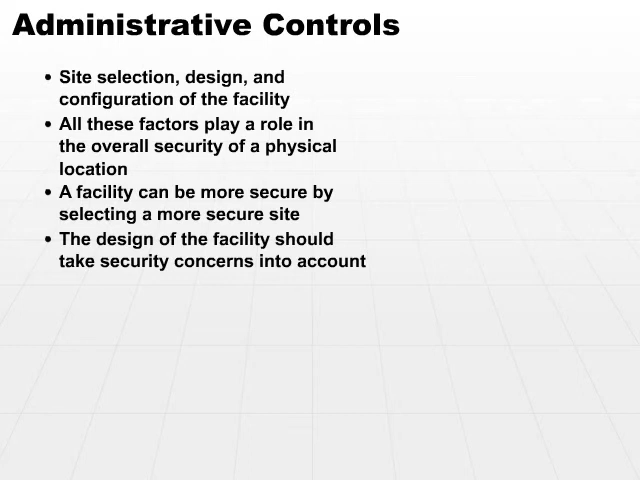 Administrative Controls
• Site selection, design, and
configuration of the facility
• All these factors play a role in
the overall security of a physical
location
• A facility can be more secure by
selecting a more secure site
• The design of the facility should
take security concerns into account